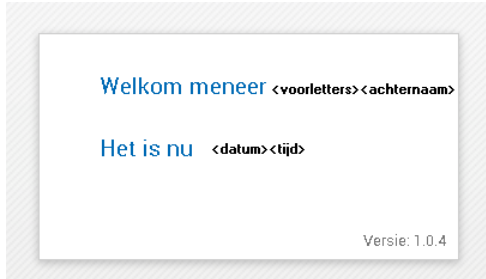 Welkom meneer <voorletters><achternaam>
Het is nu <datum><tijd>
Versie: 1.0.4